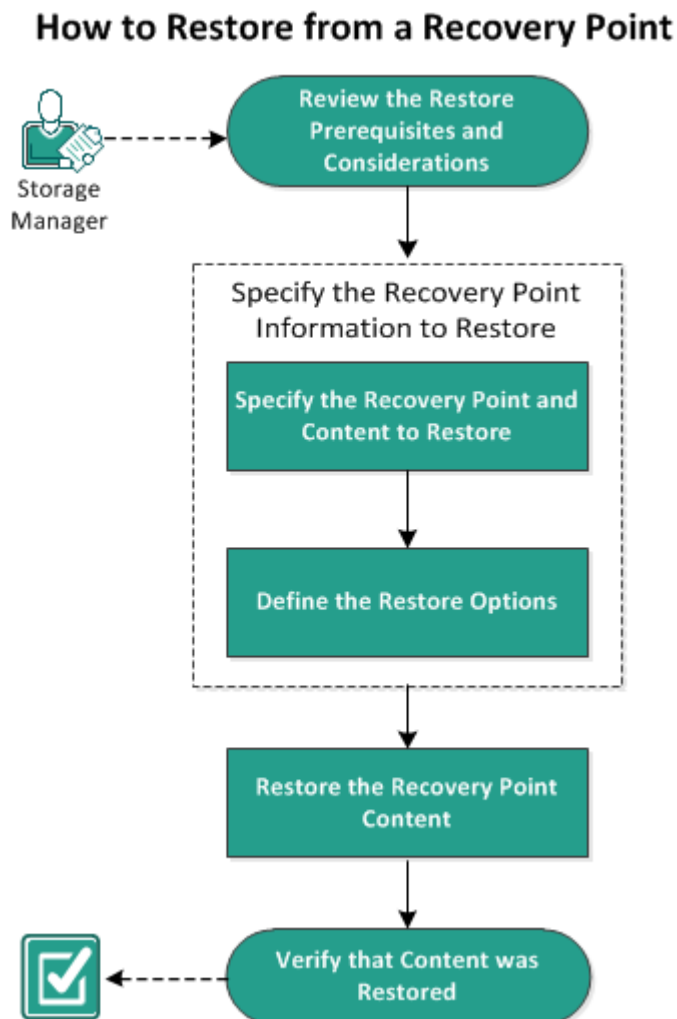 How to Restore from a Recovery Point
Review the Restore
Prerequisites and
Considerations
Storage
Manager
Specify the Recovery Point
Information to Restore
Specify the Recovery Point and
Content to Restore
Define the Restore Options
Restore the Recovery Point
Content
Verify that Content was
Restored